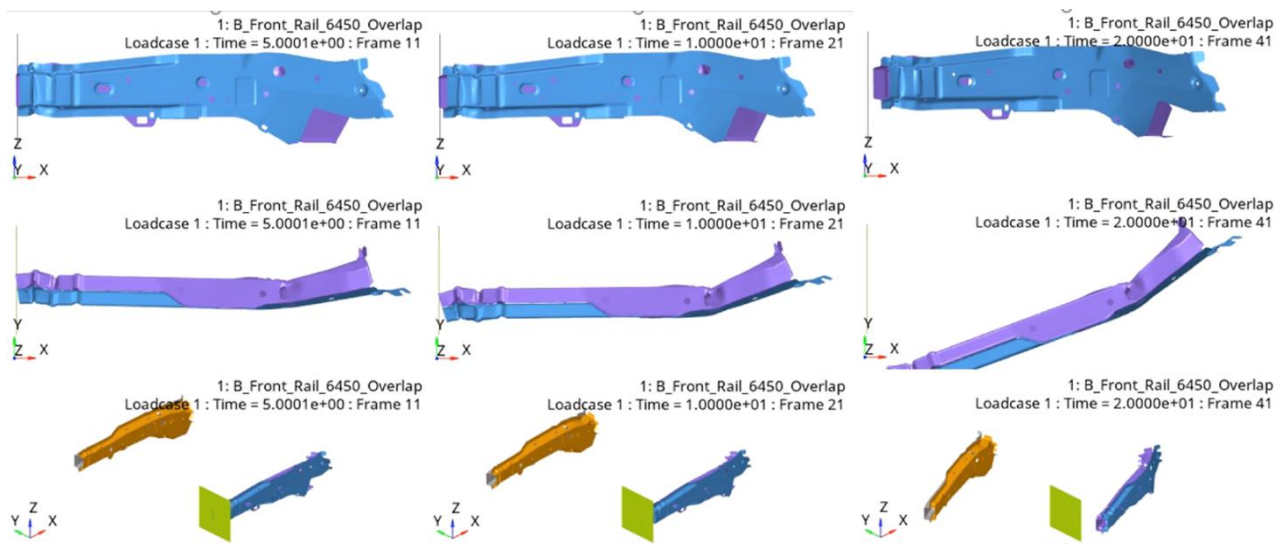 1: B_Front_Rail_6450_Overlap
Loadcase 1 : Time = 5.0001e+00 : Frame 11
Z
Y X
1: B_Front_Rail_6450_Overlap
Loadcase 1 : Time = 1.0000e+01 : Frame 21
Z
Y X
1: B_Front_Rail_6450_Overlap
Loadcase 1 : Time = 2.0000e+01 : Frame 41
Z
Y X
1: B_Front_Rail_6450_Overlap
Loadcase 1 : Time = 5.0001e+00 : Frame 11
Y
Z X
1: B_Front_Rail_6450_Overlap
Loadcase 1 : Time = 1.0000e+01 : Frame 21
Y
Z X
1: B_Front_Rail_6450_Overlap
Loadcase 1 : Time = 2.0000e+01 : Frame 41
Y
Z X
1: B_Front_Rail_6450_Overlap
Loadcase 1 : Time = 5.0001e+00 : Frame 11
Z
Y X
1: B_Front_Rail_6450_Overlap
Loadcase 1 : Time = 1.0000e+01 : Frame 21
Z
Y X
1: B_Front_Rail_6450_Overlap
Loadcase 1 : Time = 2.0000e+01 : Frame 41
Z
Y X